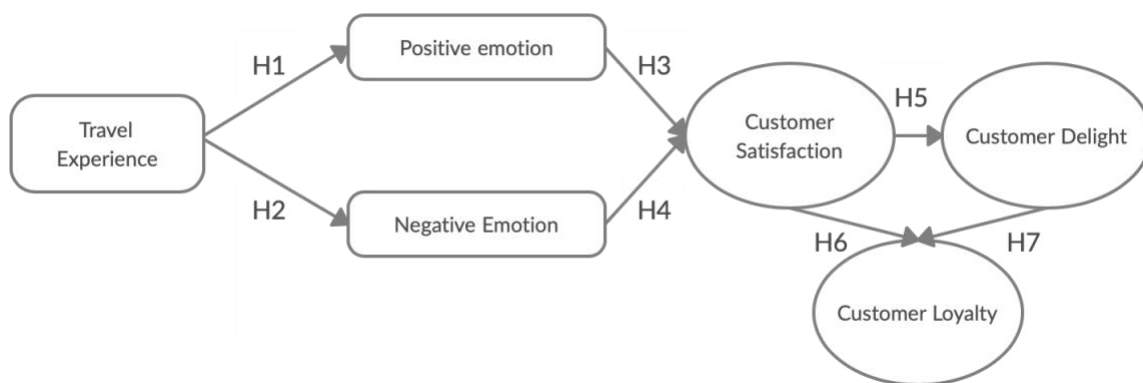 Positive emotion
H1
H3
Travel
Experience
H5
Customer
Satisfaction
Customer Delight
H2
Negative Emotion
H4
H6
H7
Customer Loyalty